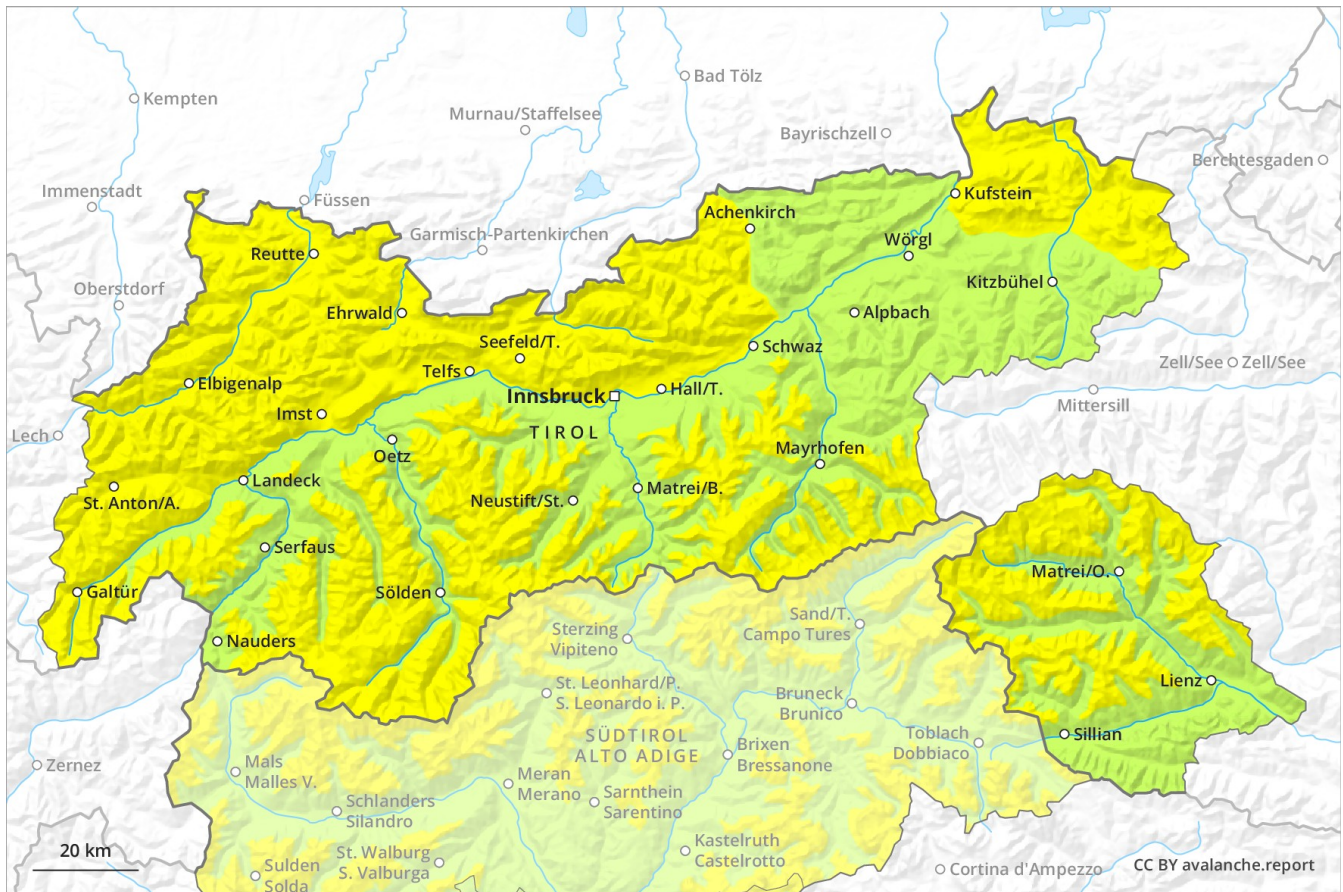 Bad Tölz
Kempten
Murnau/Staffelsee
Bayrischzell
Berchtesgaden
Immenstadt
Füssen
Kufstein
Achenkirch
Garmisch-Partenkirchen
Reutte
Wörgl
Oberstdorf
Kitzbühel
Ehrwald
Alpbach
Seefeld/T.
Schwaz
Zell/See
Zell/See
Telfs
Elbigenalp
Hall/T.
Innsbruck
Mittersill
Imst
TIROL
Lech
Oetz
Mayrhofen
Landeck
St. Anton/A.
Neustift/St.
Matrei/B.
Serfaus
Matrei/O.
Galtür
Sölden
Sand/T.
Campo Tures
Sterzing
Vipiteno
Nauders
Lienz
St. Leonhard/P.
S. Leonardo i. P.
Bruneck
Brunico
SÜDTIROL
ALTO ADIGE
Sillian
Toblach
Dobbiaco
Brixen
Bressanone
Zernez
Mals
Malles V.
Meran
Merano
Sarnthein
Sarentino
Schlanders
Silandro
Kastelruth
Castelrotto
20 km
St. Walburg
S. Valburga
Sulden
Solda
Cortina d'Ampezzo
CC BY avalanche.report